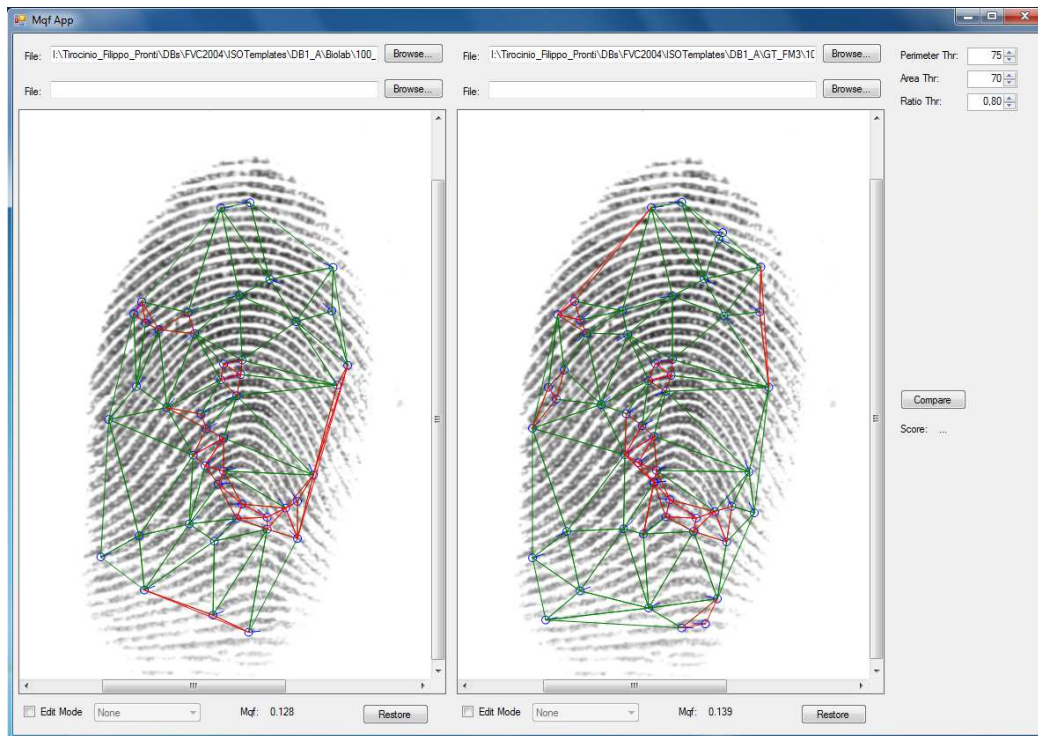 Mqf App
File: I:\Tirocinio_Filippo_Pronti\DBs\FVC2004\ISOTemplates\DB1_A\Biolab\100_ Browse... File: I:\Tirocinio_Filippo_Pronti\DBs\FVC2004\ISOTemplates\DB1_A\GT_FM3\10 Browse... Perimeter Thr: 75
Area Thr: 70
File: Browse... File: Browse... Ratio Thr: 0,80
Compare
Score: ...
Edit Mode None Mqf: 0.128 Restore Edit Mode None Mqf: 0.139 Restore